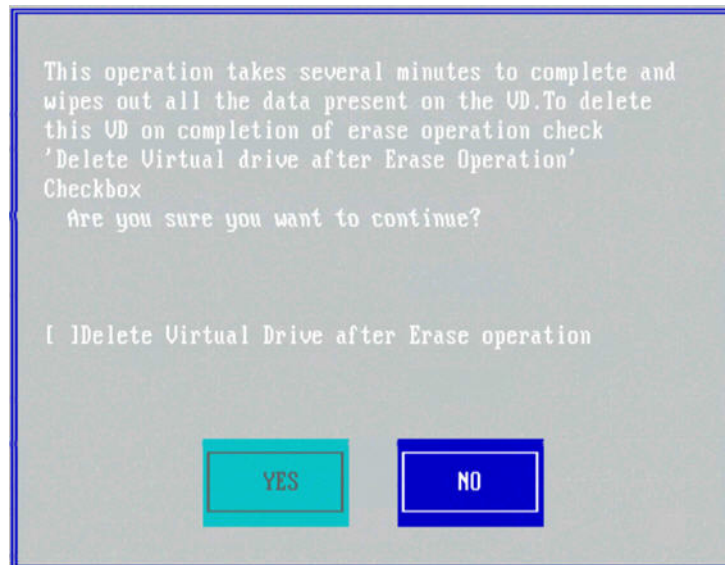 This operation takes several minutes to complete and
wipes out all the data present on the VD.To delete
this VD on completion of erase operation check
'Delete Virtual drive after Erase Operation'
Checkbox
Are you sure you want to continue?
[ ]Delete Virtual Drive after Erase operation
YES NO